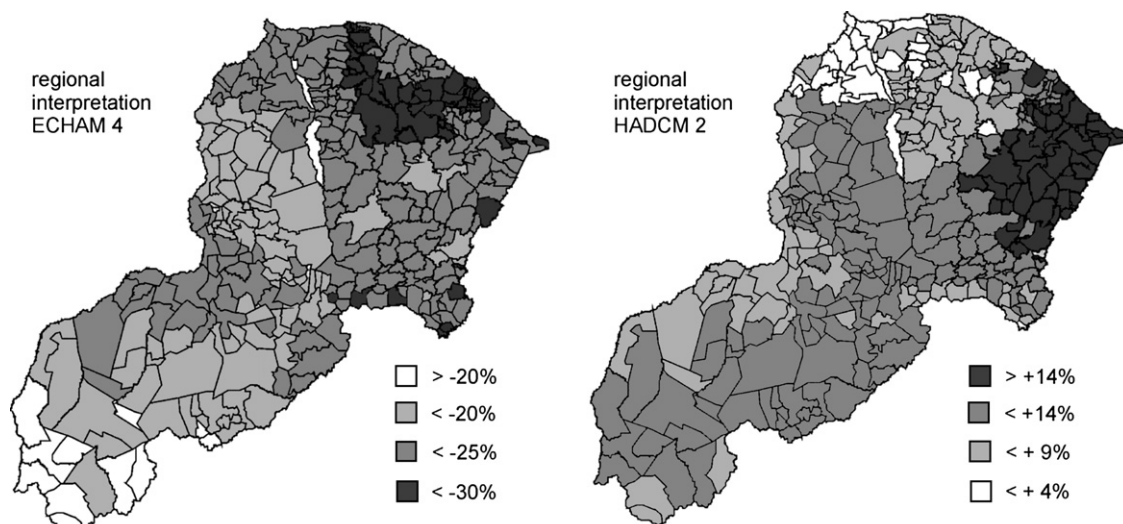 regional
interpretation
ECHAM 4
> -20%
< -20%
< -25%
< -30%
regional
interpretation
HADCM 2
> +14%
< +14%
< + 9%
< + 4%